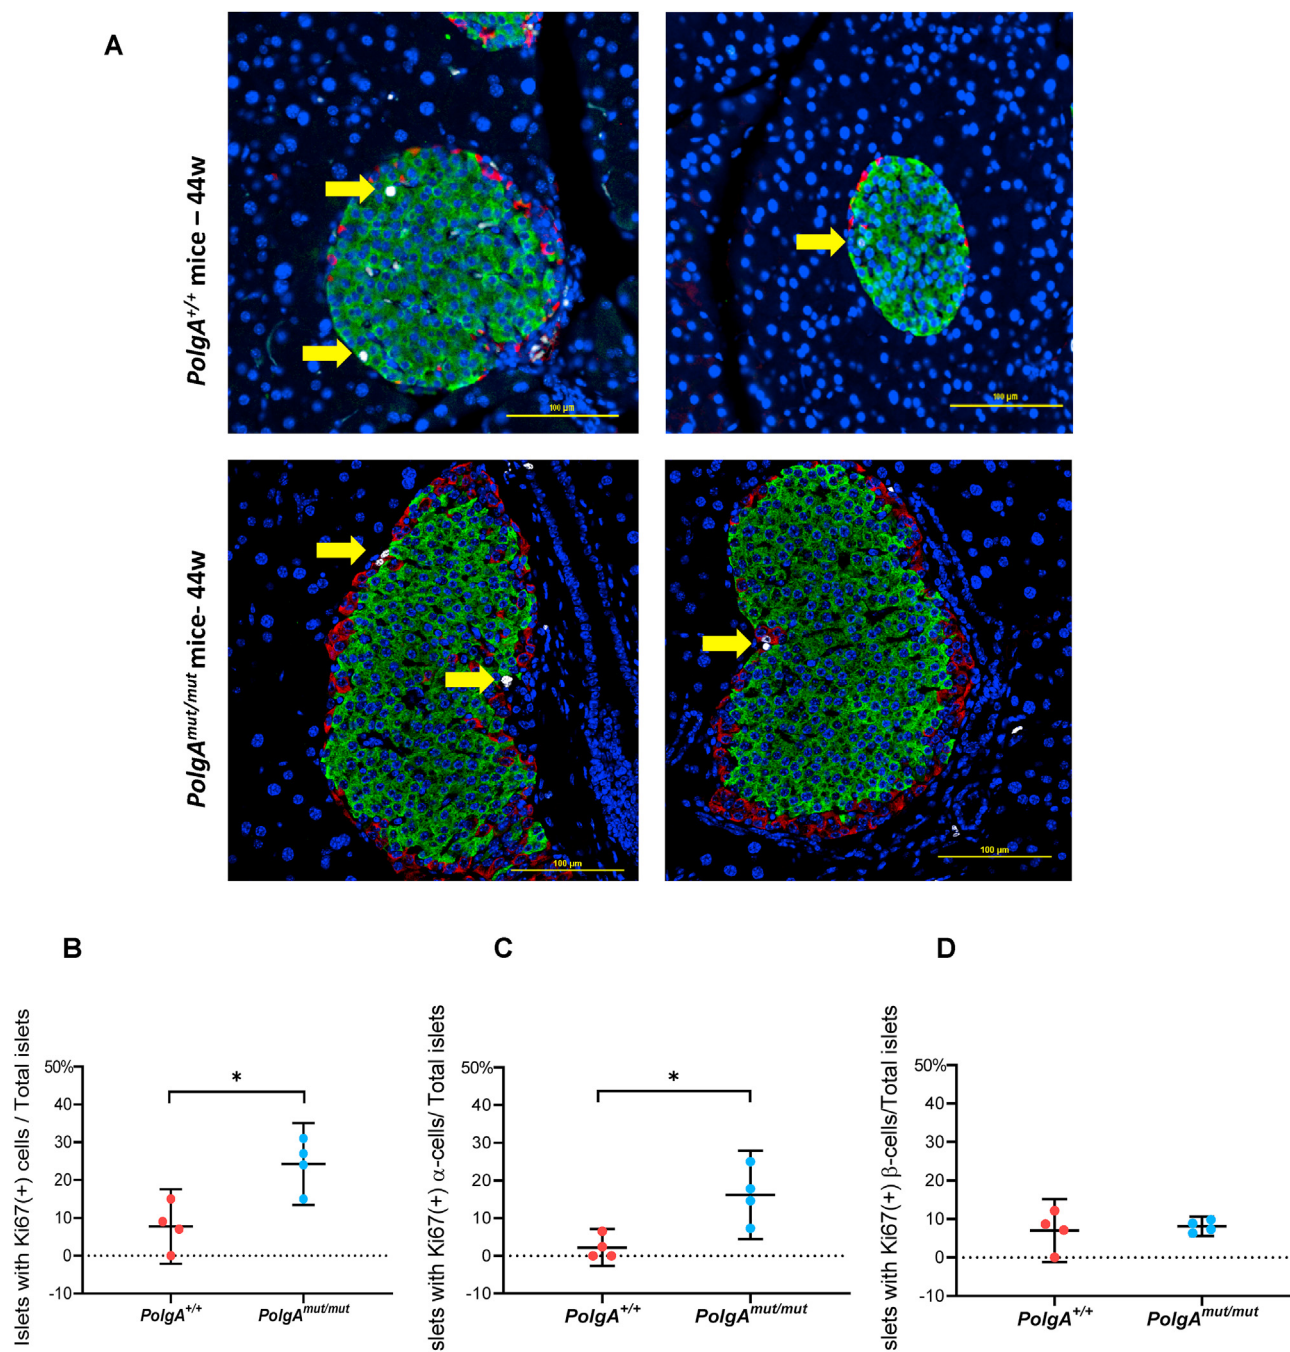 A
PolgA+/+ mice – 44w
100 µm
100 µm
PolgAmut/mut mice- 44w
100 µm
100 µm
B
C
D
Islets with Ki67(+) cells / Total islets
50%
40
30
20
10
0
-10
*
PolgA+/+
PolgAmut/mut
slets with Ki67(+) α-cells/ Total islets
50%
40
30
20
10
0
-10
*
PolgA+/+
PolgAmut/mut
slets with Ki67(+) β-cells/Total islets
50%
40
30
20
10
0
-10
PolgA+/+
PolgAmut/mut